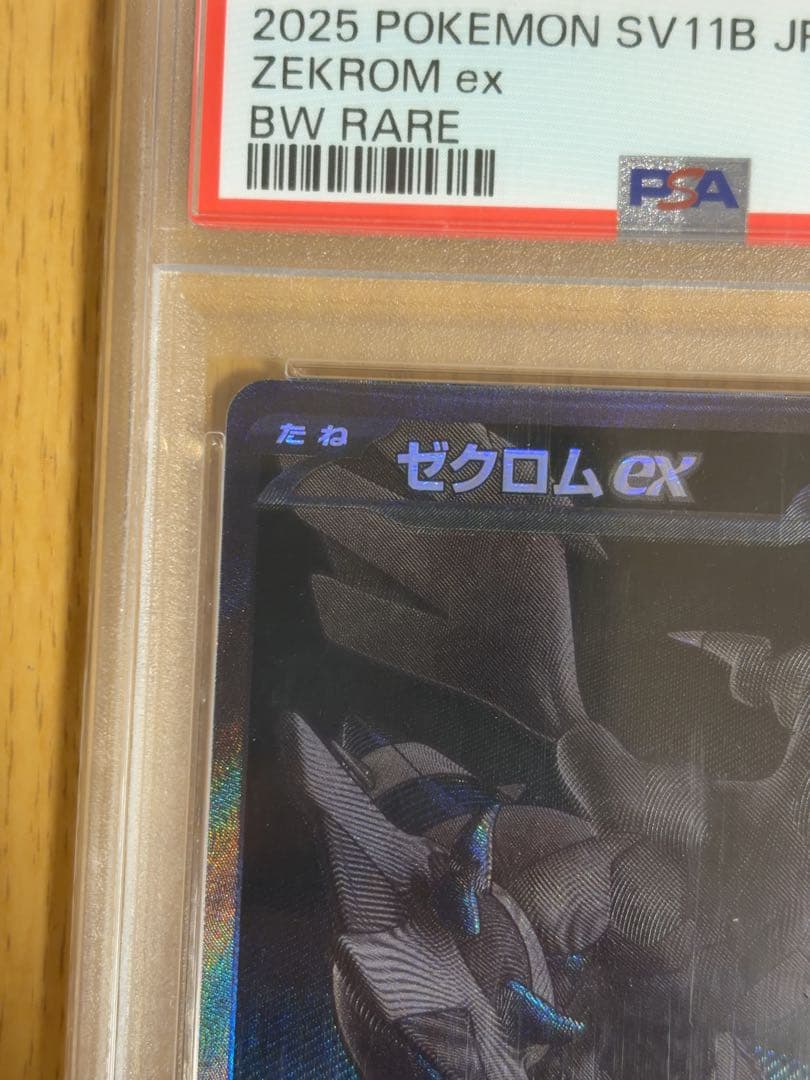 2025 POKEMON SV11B JP
ZEKROM ex
BW RARE
PSA
たね
ゼクロムex